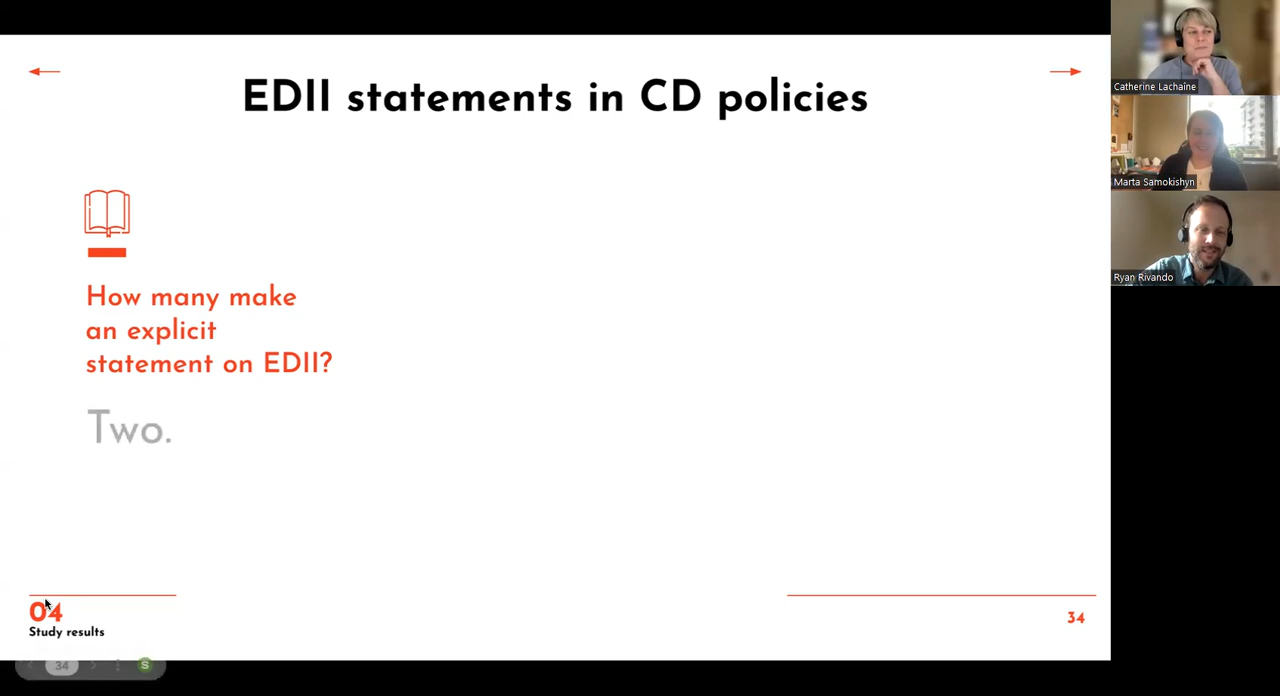 EDII statements in CD policies
How many make
an explicit
statement on EDII?
Two.
04
Study results
34
34
S
Catherine Lachaîne
Marta Samokishyn
Ryan Rivando